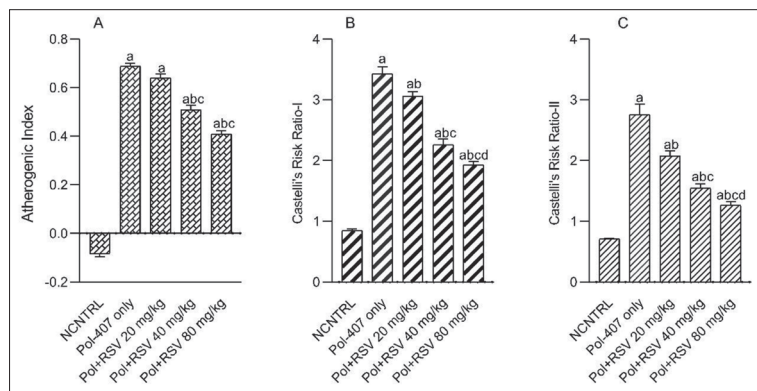 A
Atherogenic Index
0.8
0.6
0.4
0.2
0.0
-0.2
a
a
abc
abc
NCNTRL
Pol-407 only
Pol+RSV 20 mg/kg
Pol+RSV 40 mg/kg
Pol+RSV 80 mg/kg
B
Castelli's Risk Ratio-I
4
3
2
1
0
a
ab
abc
abcd
NCNTRL
Pol-407 only
Pol+RSV 20 mg/kg
Pol+RSV 40 mg/kg
Pol+RSV 80 mg/kg
C
Castelli's Risk Ratio-II
4
3
2
1
0
a
ab
abc
abcd
NCNTRL
Pol-407 only
Pol+RSV 20 mg/kg
Pol+RSV 40 mg/kg
Pol+RSV 80 mg/kg